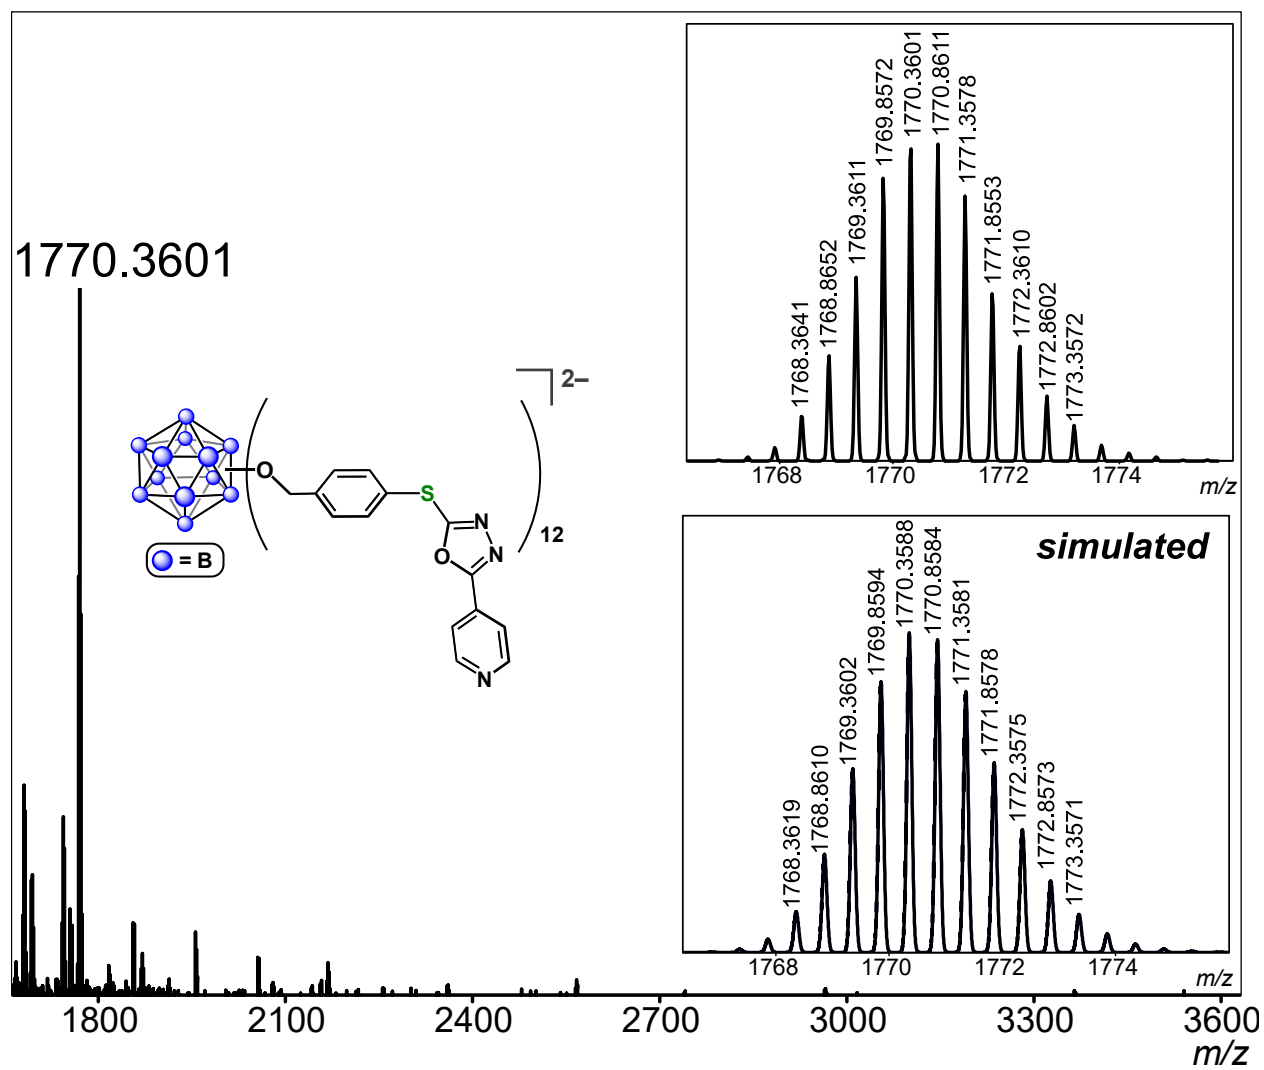 1770.3601
2–
O
S
N
N
O
N
12
= B
1768.3641
1768.8652
1769.3611
1769.8572
1770.3601
1770.8611
1771.3578
1771.8553
1772.3610
1772.8602
1773.3572
1768 1770 1772 1774
m/z
simulated
1768.3619
1768.8610
1769.3602
1769.8594
1770.3588
1770.8584
1771.3581
1771.8578
1772.3575
1772.8573
1773.3571
1768 1770 1772 1774
m/z
1800 2100 2400 2700 3000 3300 3600
m/z